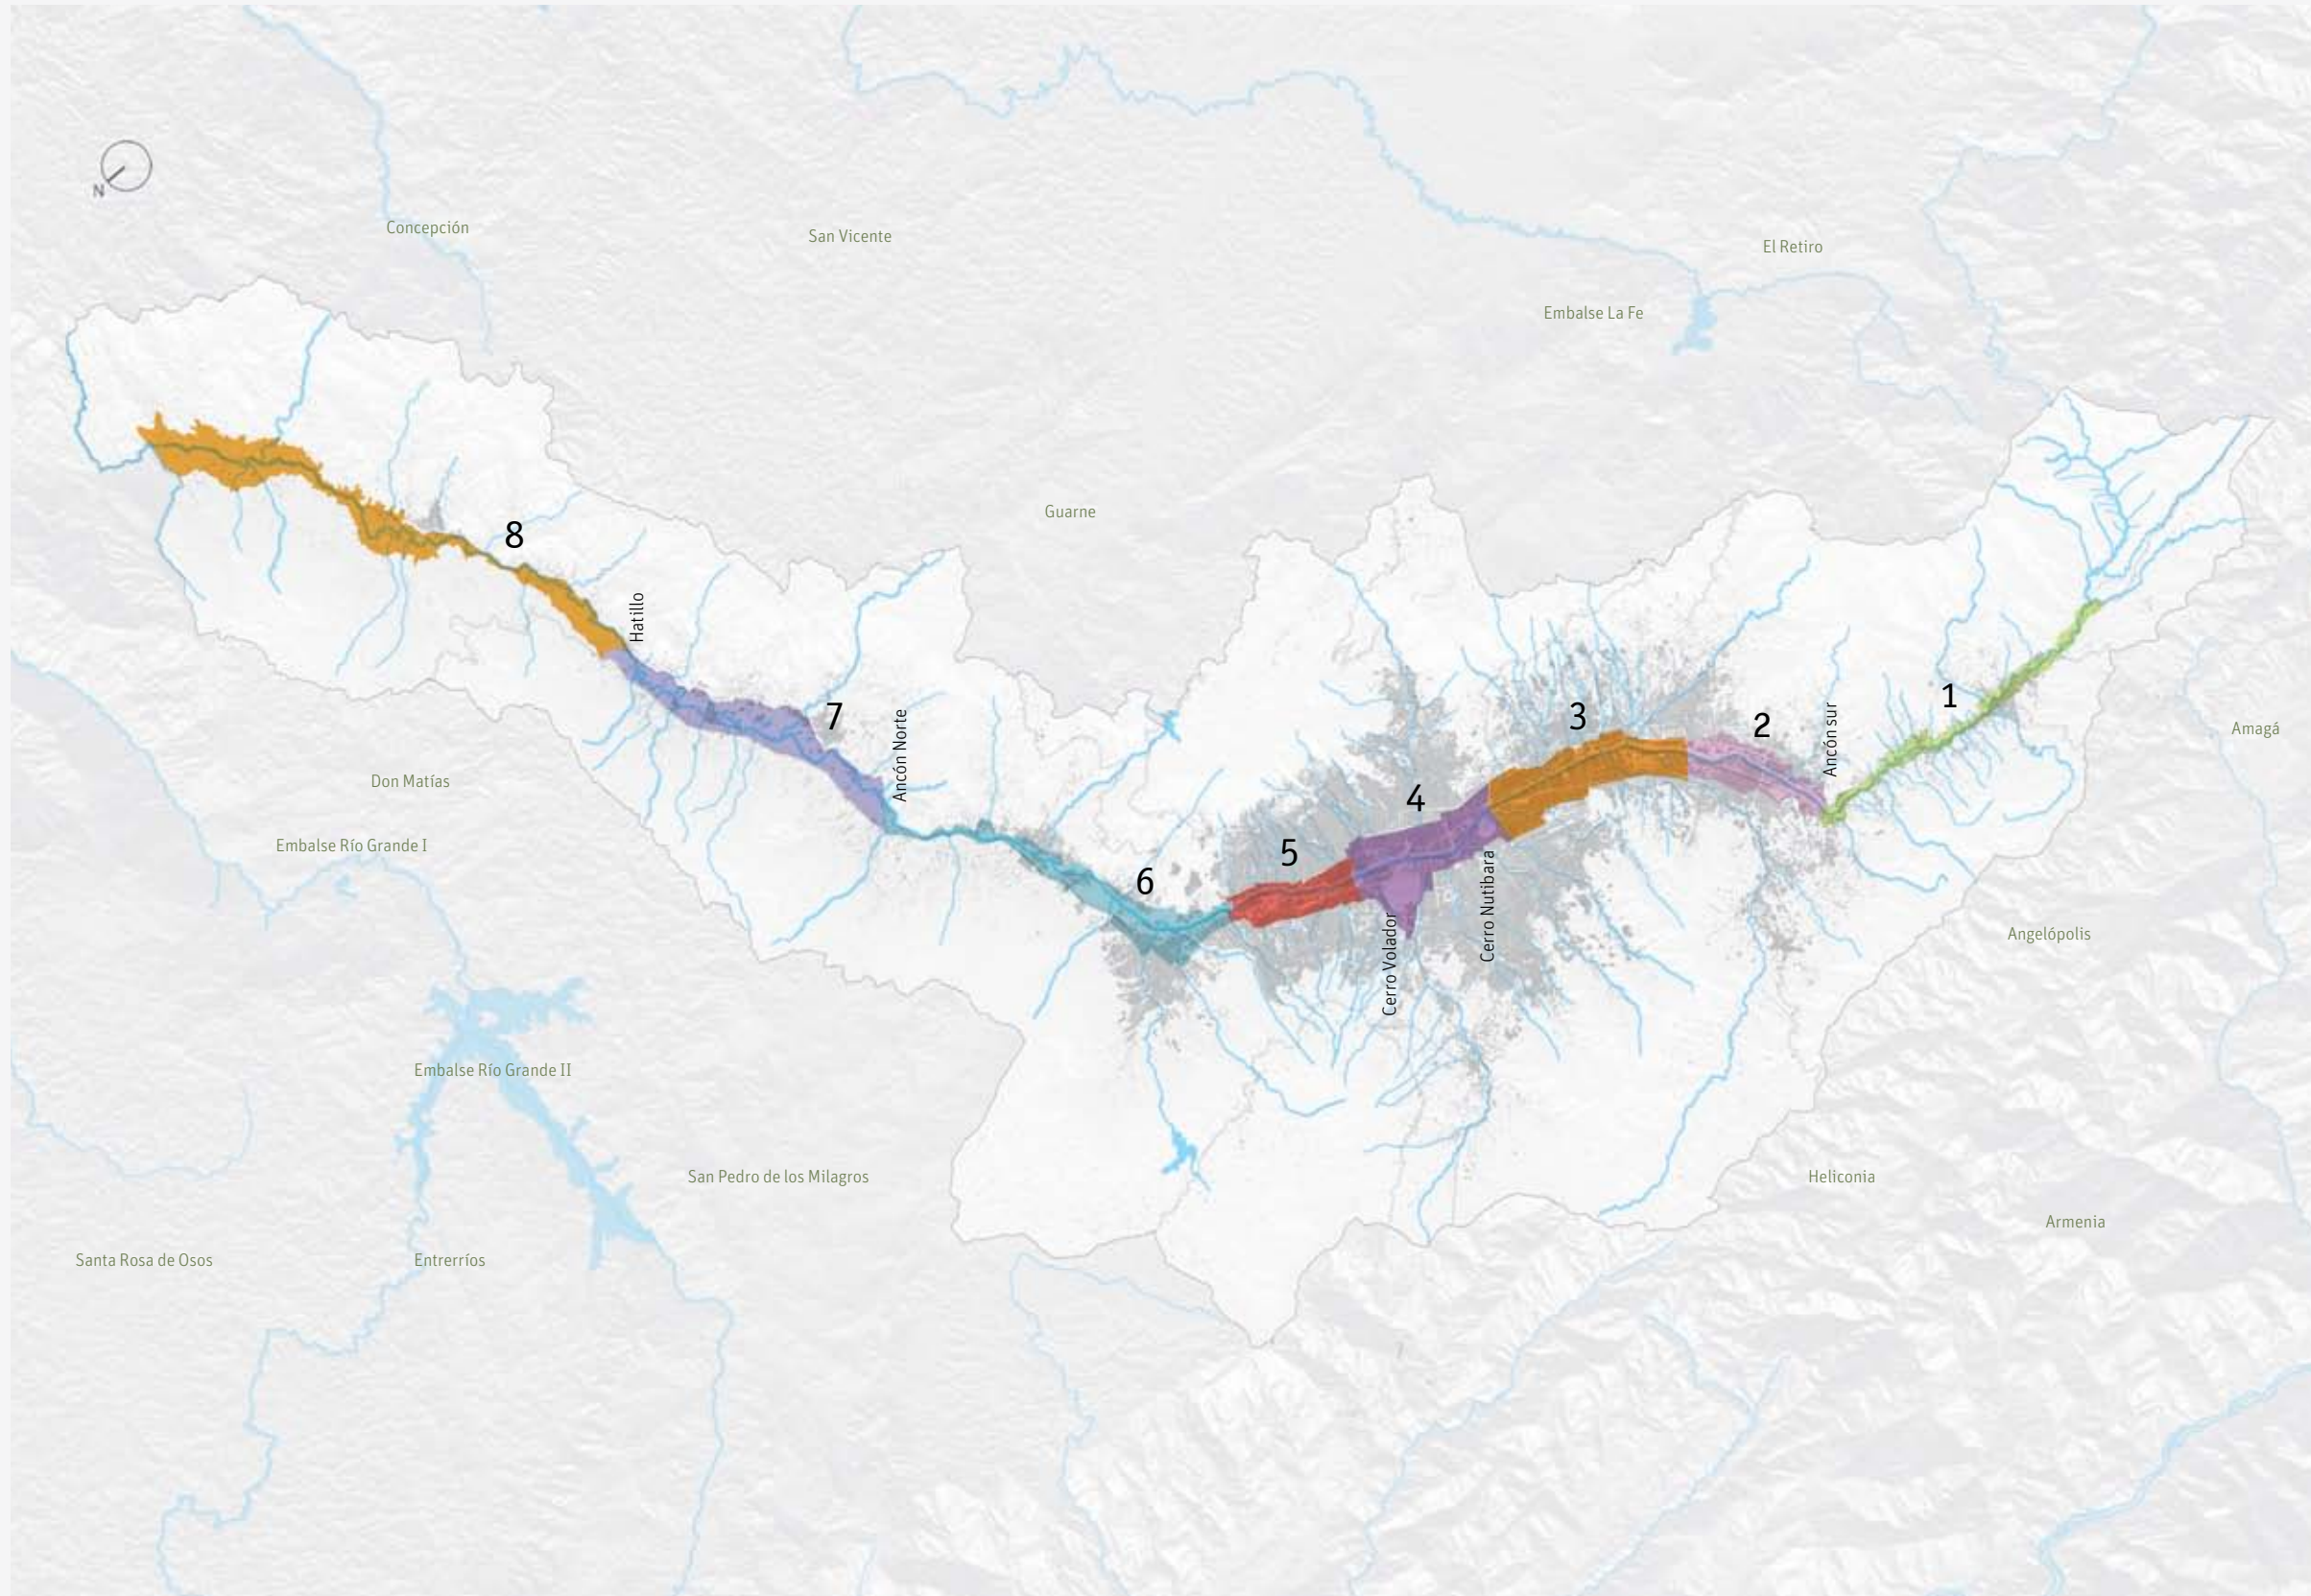 N
Concepción
San Vicente
El Retiro
Embalse La Fe
Guarne
8
Hatillo
7
Ancón Norte
3
2
Ancón sur
1
Amagá
Don Matías
4
Embalse Río Grande I
5
6
Cerro Volador
Cerro Nutibara
Angelópolis
Embalse Río Grande II
San Pedro de los Milagros
Heliconia
Armenia
Santa Rosa de Osos
Entrerríos